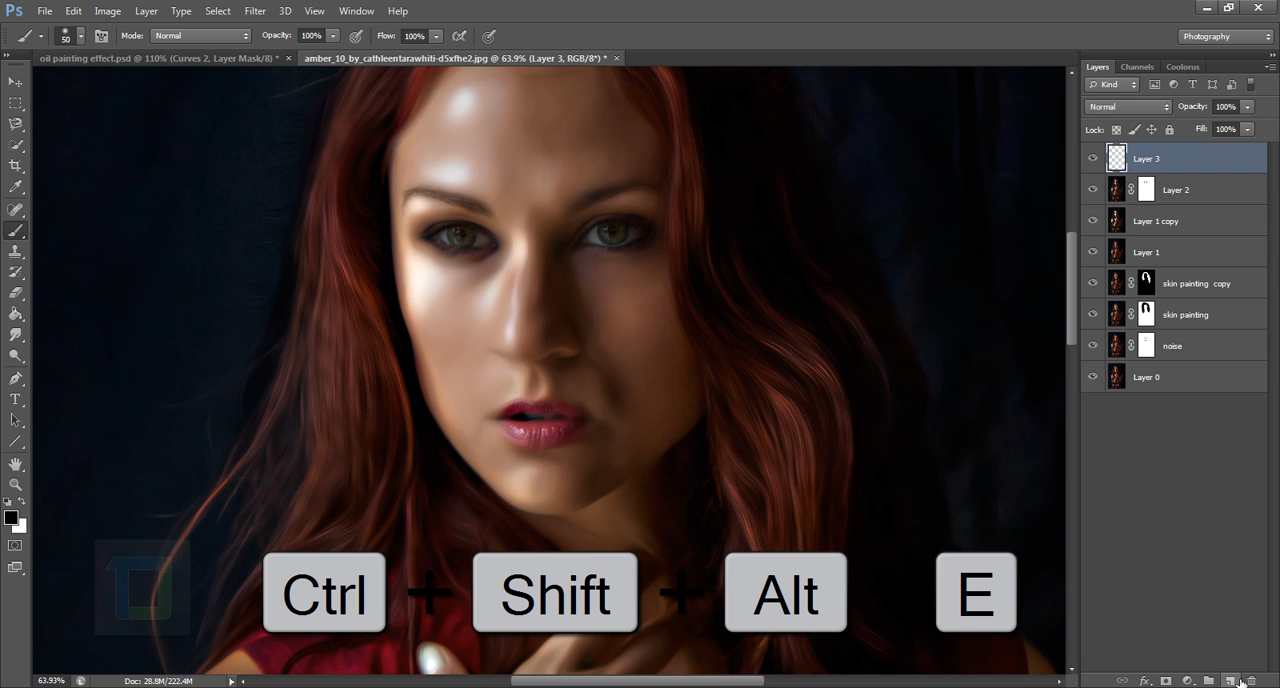 Ps File Edit Image Layer Type Select Filter 3D View Window Help
50 Mode: Normal Opacity: 100% Flow: 100% Photography
oil painting effect.psd @ 110% (Curves 2, Layer Mask/8) * × amber_10_by_cathleentarawhiti-d5xfhe2.jpg @ 63.9% (Layer 3, RGB/8*) * ×
Layers Channels Coolorus
Kind
Normal Opacity: 100%
Lock: Fill: 100%
Layer 3
Layer 2
Layer 1 copy
Layer 1
skin painting copy
skin painting
noise
Layer 0
Ctrl + Shift + Alt E
63.93% Doc: 28.8M/222.4M
fx